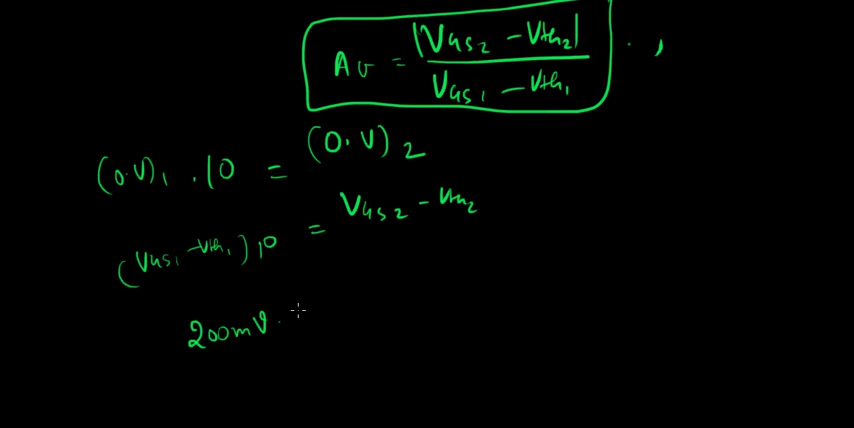 Av = |VGS2 - Vth2| / VGS1 - Vth1 . ,
(O.V)1 . 10 = (O.V)2
(VGS1 - Vth1) 10 = VGS2 - Vth2
200mV .